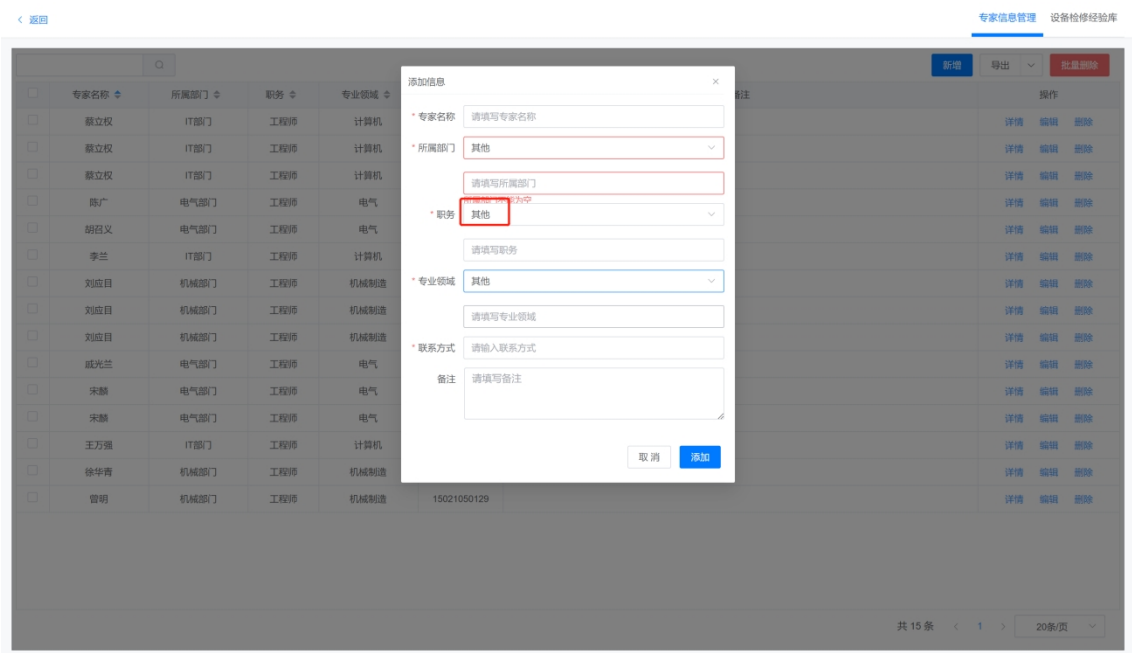 返回 专家信息管理 设备检修经验库
新增 导出 批量删除
专家名称 所属部门 职务 专业领域 备注 操作
蔡立权 IT部门 工程师 计算机 详情 编辑 删除
蔡立权 IT部门 工程师 计算机 详情 编辑 删除
蔡立权 IT部门 工程师 计算机 详情 编辑 删除
陈广 电气部门 工程师 电气 详情 编辑 删除
胡召义 电气部门 工程师 电气 详情 编辑 删除
李兰 IT部门 工程师 计算机 详情 编辑 删除
刘应目 机械部门 工程师 机械制造 详情 编辑 删除
刘应目 机械部门 工程师 机械制造 详情 编辑 删除
刘应目 机械部门 工程师 机械制造 详情 编辑 删除
戚光兰 电气部门 工程师 电气 详情 编辑 删除
宋麟 电气部门 工程师 电气 详情 编辑 删除
宋麟 电气部门 工程师 电气 详情 编辑 删除
王万强 IT部门 工程师 计算机 详情 编辑 删除
徐华青 机械部门 工程师 机械制造 详情 编辑 删除
曾明 机械部门 工程师 机械制造 15021050129 详情 编辑 删除
添加信息
* 专家名称 请填写专家名称
* 所属部门 其他
请填写所属部门
所属部门不能为空
* 职务 其他
请填写职务
* 专业领域 其他
请填写专业领域
* 联系方式 请输入联系方式
备注 请填写备注
取消 添加
共 15 条 1 20条/页